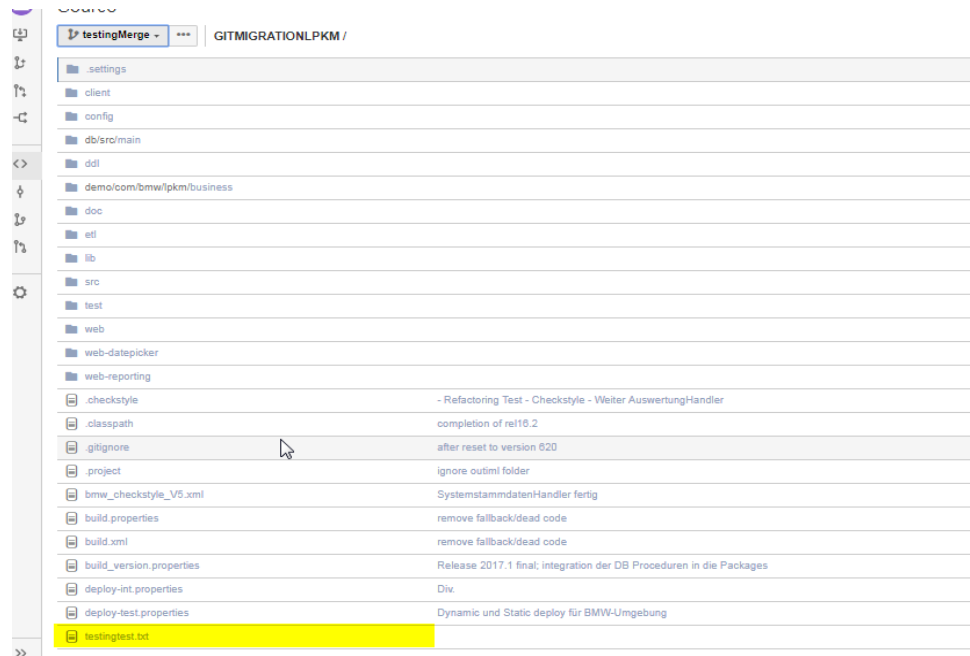 Source
testingMerge GITMIGRATIONLPKM /
.settings
client
config
db/src/main
ddl
demo/com/bmw/lpkm/business
doc
etl
lib
src
test
web
web-datepicker
web-reporting
.checkstyle - Refactoring Test - Checkstyle - Weiter AuswertungHandler
.classpath completion of rel16.2
.gitignore after reset to version 620
.project ignore outiml folder
bmw_checkstyle_V5.xml SystemstammdatenHandler fertig
build.properties remove fallback/dead code
build.xml remove fallback/dead code
build_version.properties Release 2017.1 final; integration der DB Proceduren in die Packages
deploy-int.properties Div.
deploy-test.properties Dynamic und Static deploy für BMW-Umgebung
testingtest.txt